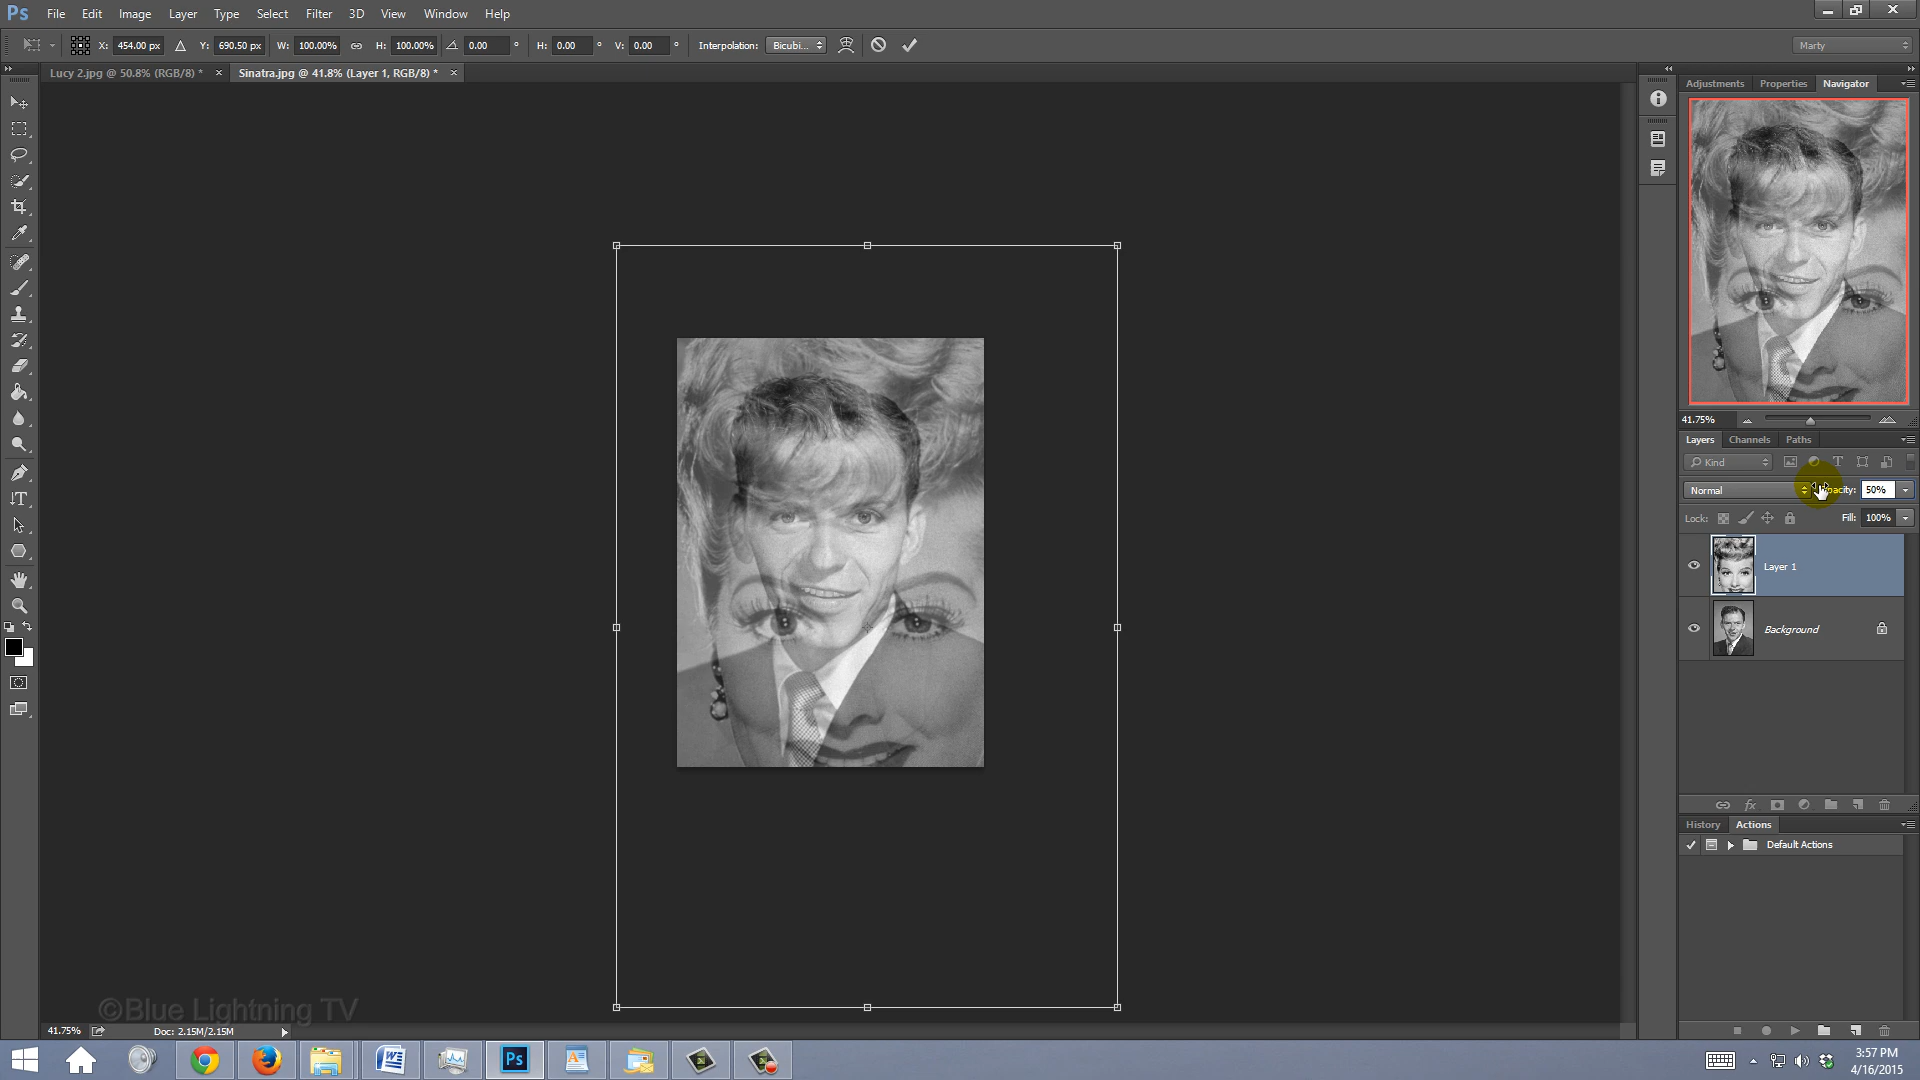 Ps File Edit Image Layer Type Select Filter 3D View Window Help
X: 454.00 px Y: 690.50 px W: 100.00% H: 100.00% 0.00 ° H: 0.00 ° V: 0.00 ° Interpolation: Bicubi... Marty
Lucy 2.jpg @ 50.8% (RGB/8) * × Sinatra.jpg @ 41.8% (Layer 1, RGB/8) * ×
Adjustments Properties Navigator
41.75%
Layers Channels Paths
Kind
Normal 50%
Lock: Fill: 100%
Layer 1
Background
fx
History Actions
Default Actions
©Blue Lightning TV
41.75% Doc: 2.15M/2.15M
Ps
3:57 PM
4/16/2015